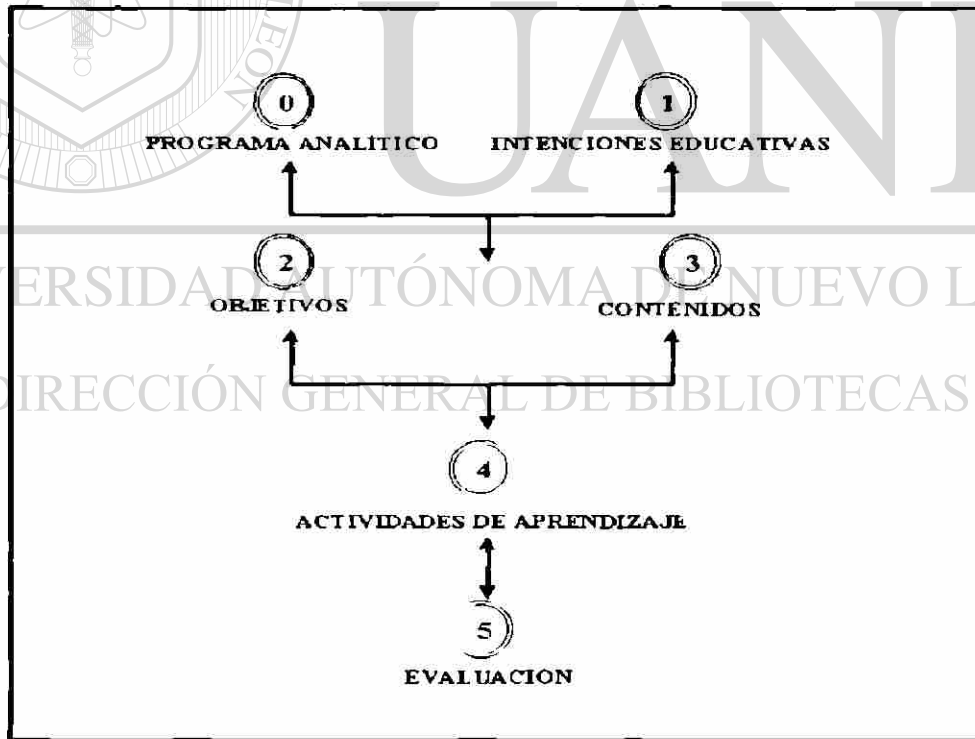 UANL
0 1
PROGRAMA ANALÍTICO INTENCIONES EDUCATIVAS
2 3
UNIVERSIDAD AUTÓNOMA DE NUEVO LEÓN
OBJETIVOS CONTENIDOS
DIRECCIÓN GENERAL DE BIBLIOTECAS
4
ACTIVIDADES DE APRENDIZAJE
5
EVALUACION